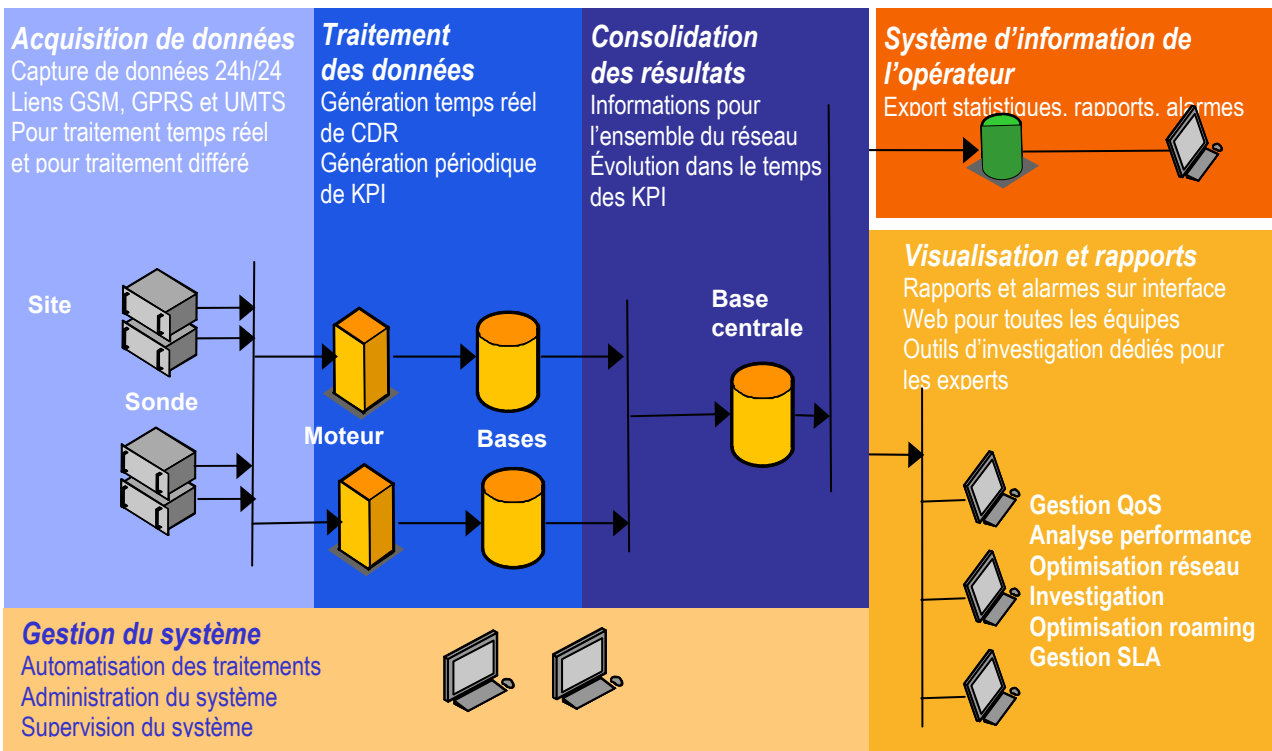 Acquisition de données
Capture de données 24h/24
Liens GSM, GPRS et UMTS
Pour traitement temps réel
et pour traitement différé
Traitement
des données
Génération temps réel
de CDR
Génération périodique
de KPI
Consolidation
des résultats
Informations pour
l’ensemble du réseau
Évolution dans le temps
des KPI
Système d’information de
l’opérateur
Export statistiques, rapports, alarmes
Visualisation et rapports
Rapports et alarmes sur interface
Web pour toutes les équipes
Outils d’investigation dédiés pour
les experts
Site
Sonde
Moteur
Bases
Base
centrale
Gestion QoS
Analyse performance
Optimisation réseau
Investigation
Optimisation roaming
Gestion SLA
Gestion du système
Automatisation des traitements
Administration du système
Supervision du système